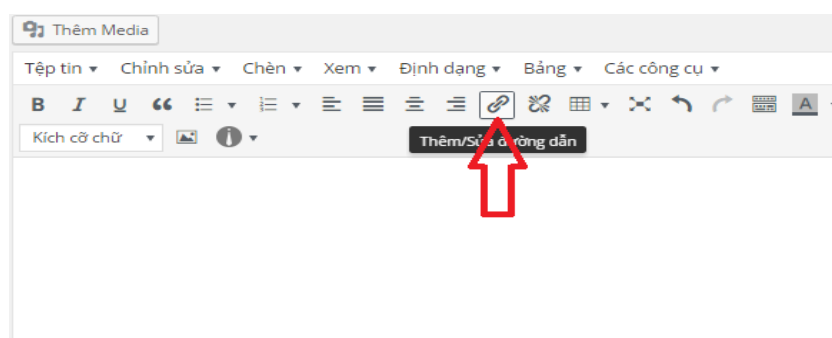 Thêm Media
Tệp tin Chỉnh sửa Chèn Xem Định dạng Bảng Các công cụ
B I U A
Kích cỡ chữ
Thêm/Sửa đường dẫn